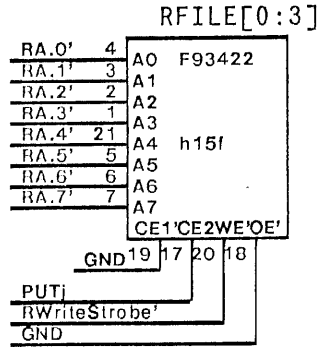 RFILE[0:3]
RA.0' 4 A0 F93422
RA.1' 3 A1
RA.2' 2 A2
RA.3' 1 A3
RA.4' 21 A4 h15f
RA.5' 5 A5
RA.6' 6 A6
RA.7' 7 A7
CE1'CE2WE'OE'
GND 19 17 20 18
PUTj
RWriteStrobe'
GND